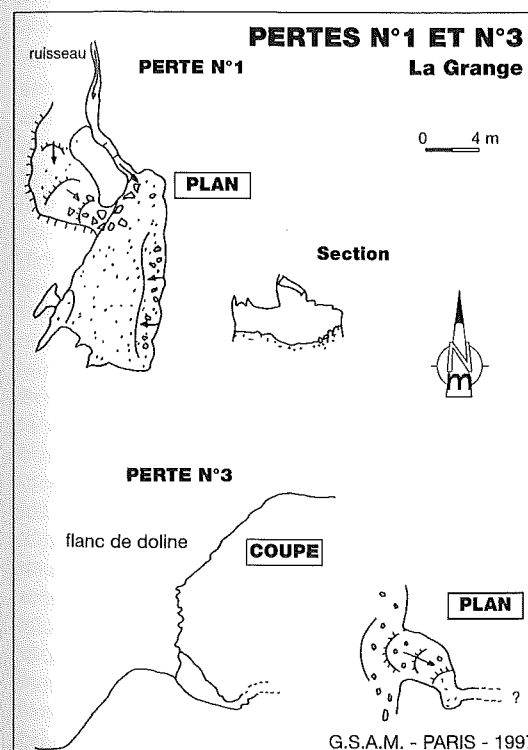 PERTES N°1 ET N°3
La Grange
ruisseau
PERTE N°1
0 4 m
PLAN
Section
N
m
PERTE N°3
flanc de doline
COUPE
PLAN
?
G.S.A.M. - PARIS - 1997